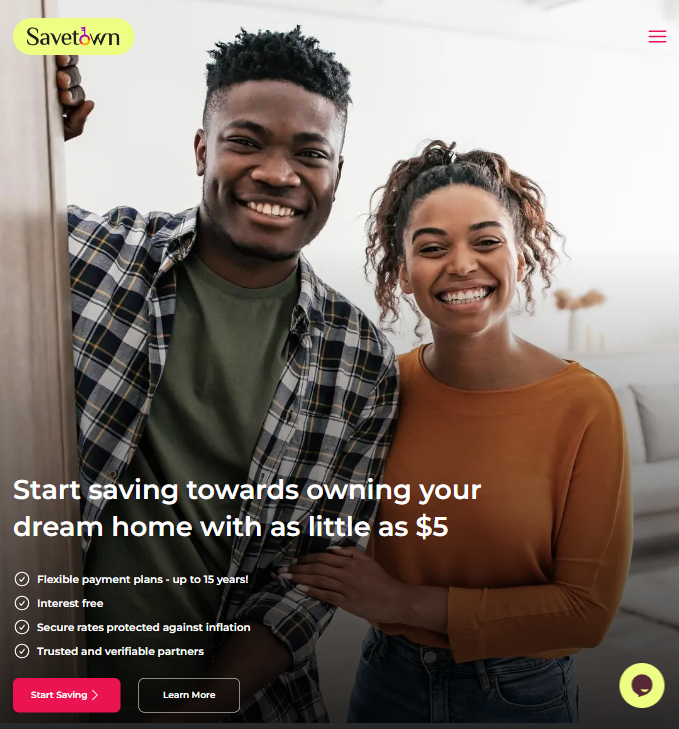 Savetown
Start saving towards owning your
dream home with as little as $5
Flexible payment plans - up to 15 years!
Interest free
Secure rates protected against inflation
Trusted and verifiable partners
Start Saving
Learn More